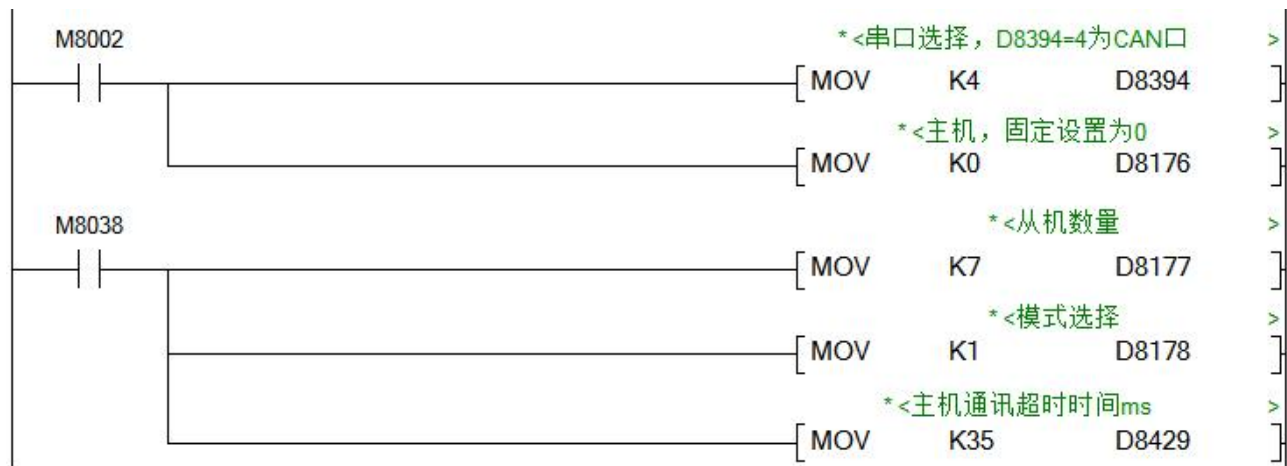 M8002
*<串口选择，D8394=4为CAN口 >
[MOV K4 D8394 ]
*<主机，固定设置为0 >
[MOV K0 D8176 ]
M8038
*<从机数量 >
[MOV K7 D8177 ]
*<模式选择 >
[MOV K1 D8178 ]
*<主机通讯超时时间ms >
[MOV K35 D8429 ]